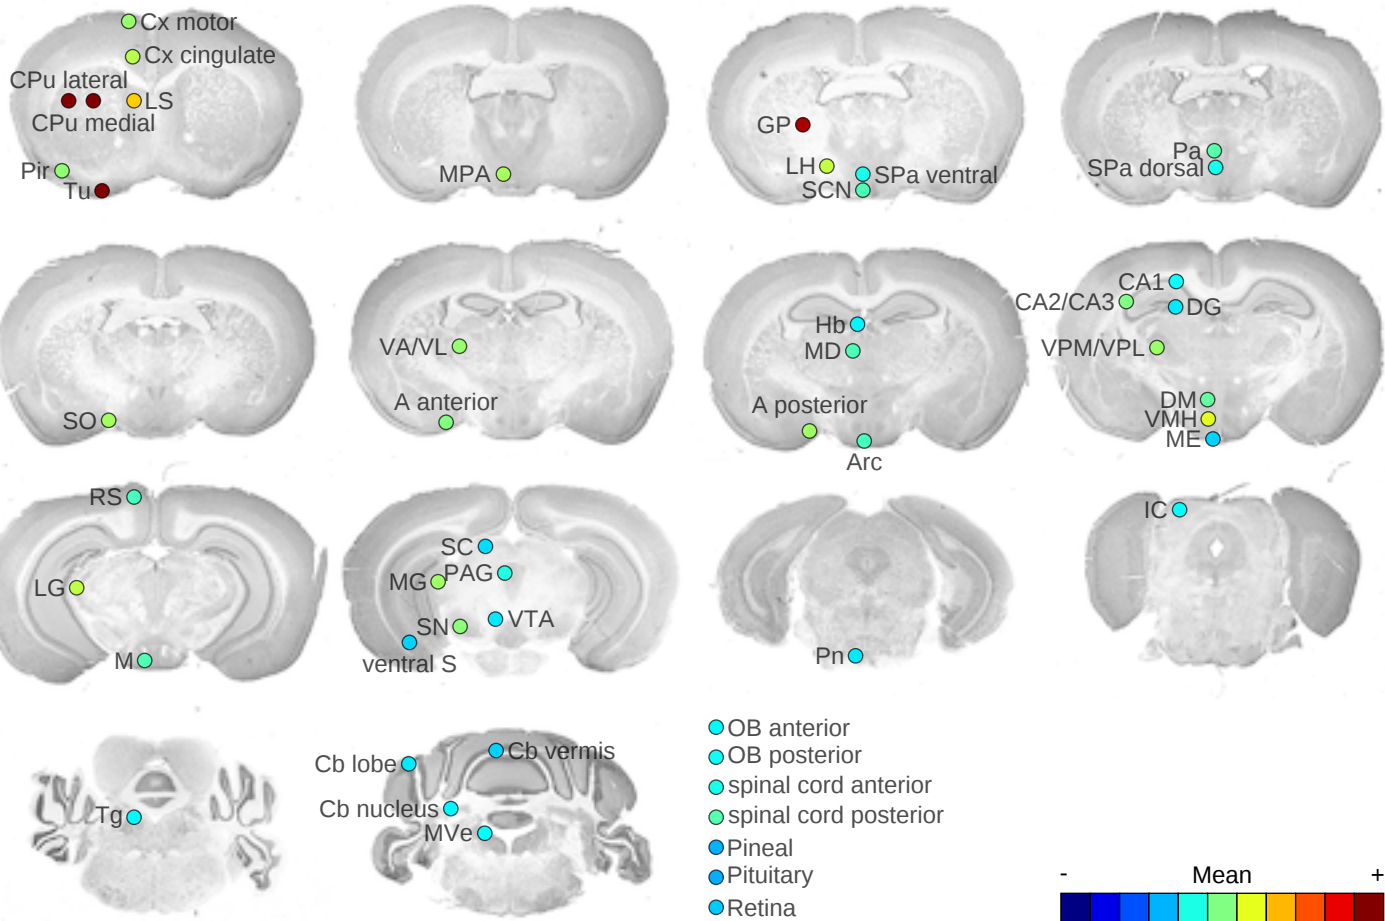 Cx motor
Cx cingulate
CPu lateral
LS
CPu medial
Pir
Tu
MPA
GP
LH
SPa ventral
SCN
Pa
SPa dorsal
SO
VA/VL
A anterior
Hb
MD
A posterior
Arc
CA1
CA2/CA3
DG
VPM/VPL
DM
VMH
ME
RS
LG
M
SC
PAG
MG
SN
VTA
ventral S
Pn
IC
Tg
Cb lobe
Cb vermis
Cb nucleus
MVe
OB anterior
OB posterior
spinal cord anterior
spinal cord posterior
Pineal
Pituitary
Retina
- Mean +